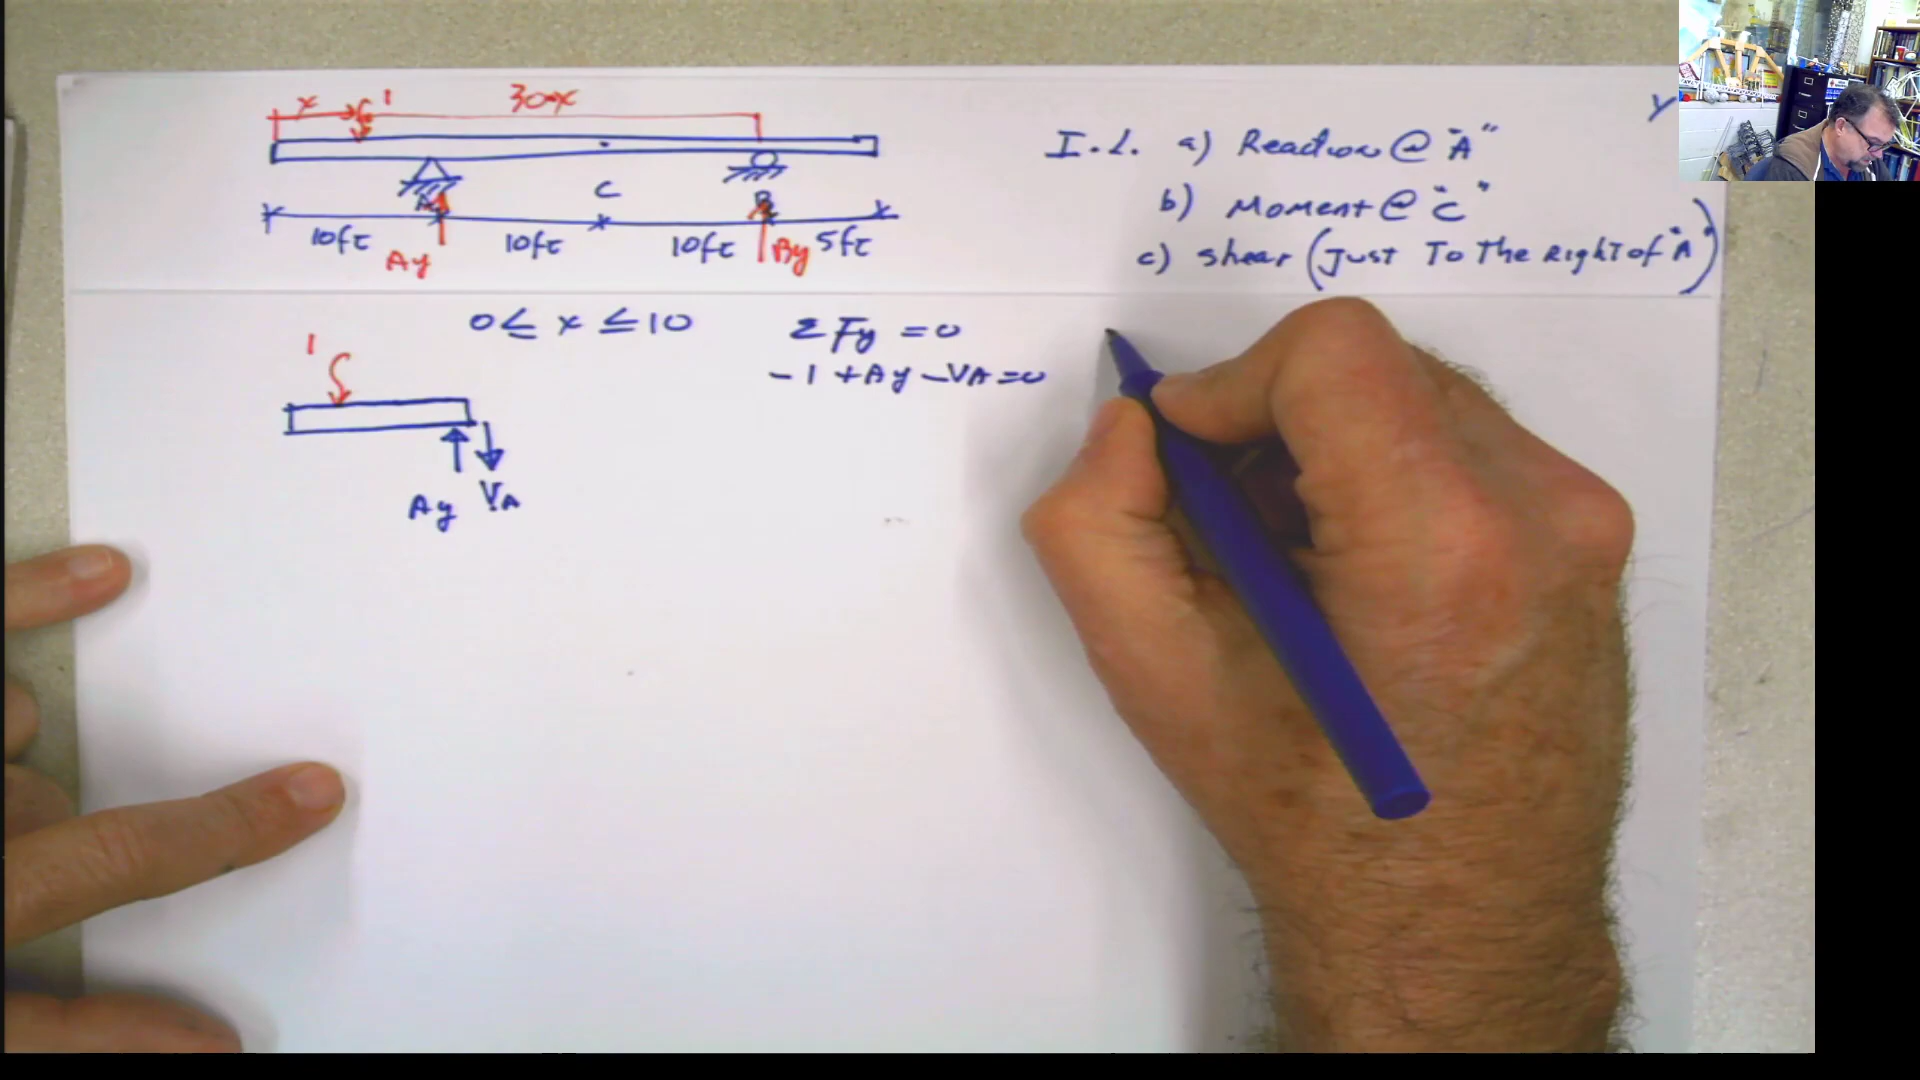 x 1 30-x
C
A B
10ft 10ft 10ft 5ft
Ay By
I.L. a) Reaction @ "A"
b) Moment @ "C"
c) shear (Just To The Right of "A")
0 ≤ x ≤ 10
ΣFy = 0
-1 + Ay - VA = 0
1
Ay VA